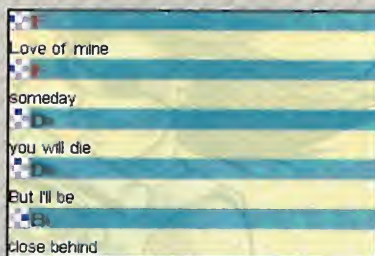 F
Love of mine
F
someday
you will die
But I'll be
close behind